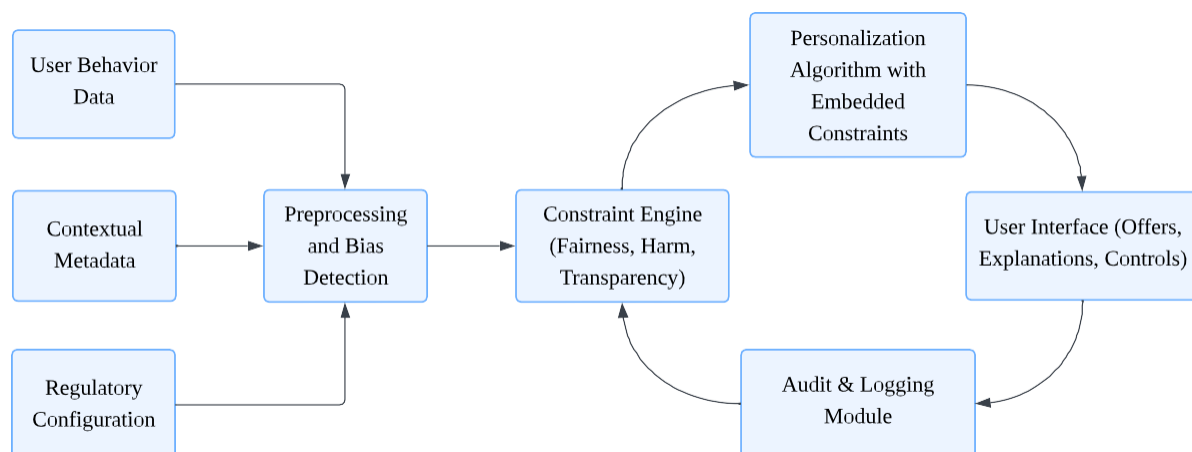 User Behavior
Data
Contextual
Metadata
Regulatory
Configuration
Preprocessing
and Bias
Detection
Constraint Engine
(Fairness, Harm,
Transparency)
Personalization
Algorithm with
Embedded
Constraints
User Interface (Offers,
Explanations, Controls)
Audit & Logging
Module